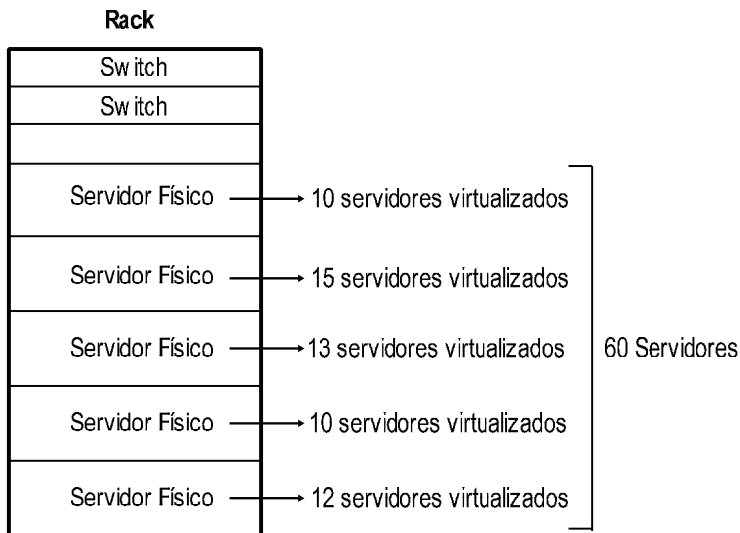 Rack
Switch
Switch
Servidor Físico 10 servidores virtualizados
Servidor Físico 15 servidores virtualizados
Servidor Físico 13 servidores virtualizados 60 Servidores
Servidor Físico 10 servidores virtualizados
Servidor Físico 12 servidores virtualizados